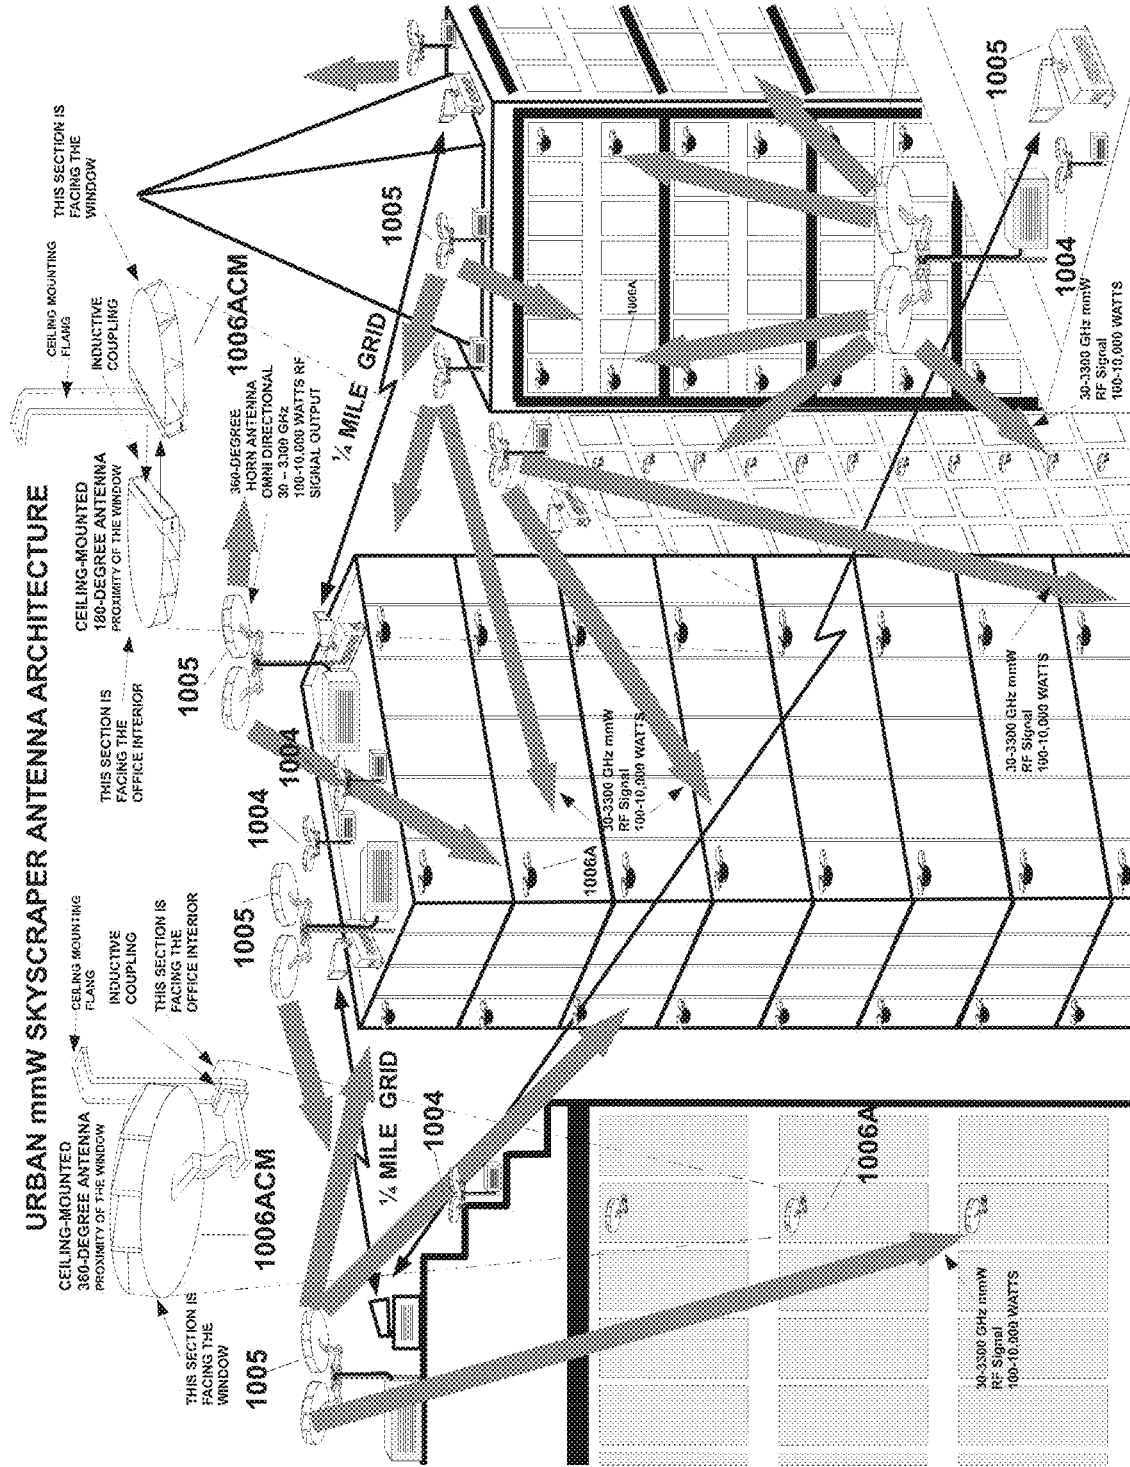 URBAN mmW SKYSCRAPER ANTENNA ARCHITECTURE
CEILING-MOUNTED
360-DEGREE ANTENNA
PROXIMITY OF THE WINDOW
CEILING MOUNTING
FLANG
INDUCTIVE
COUPLING
THIS SECTION IS
FACING THE
OFFICE INTERIOR
THIS SECTION IS
FACING THE
WINDOW
1006ACM
THIS SECTION IS
FACING THE
OFFICE INTERIOR
CEILING-MOUNTED
180-DEGREE ANTENNA
PROXIMITY OF THE WINDOW
INDUCTIVE
COUPLING
CEILING MOUNTING
FLANG
THIS SECTION IS
FACING THE
WINDOW
1006ACM
360-DEGREE
HORN ANTENNA
OMNI DIRECTIONAL
30 – 3300 GHz
100-10,000 WATTS RF
SIGNAL OUTPUT
1005
1005
1004
1005
1004
1005
1005
¼ MILE GRID
¼ MILE GRID
1004
1006A
1006A
1006A
1004
30-3300 GHz mmW
RF Signal
100-10,000 WATTS
30-3300 GHz mmW
RF Signal
100-10,000 WATTS
30-3300 GHz mmW
RF Signal
100-10,000 WATTS
30-3300 GHz mmW
RF Signal
100-10,000 WATTS